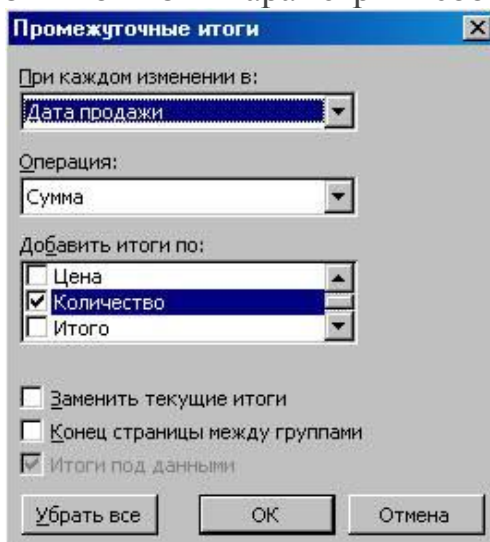 Промежуточные итоги
При каждом изменении в:
Дата продажи
Операция:
Сумма
Добавить итоги по:
Цена
Количество
Итого
Заменить текущие итоги
Конец страницы между группами
Итоги под данными
Убрать все ОК Отмена